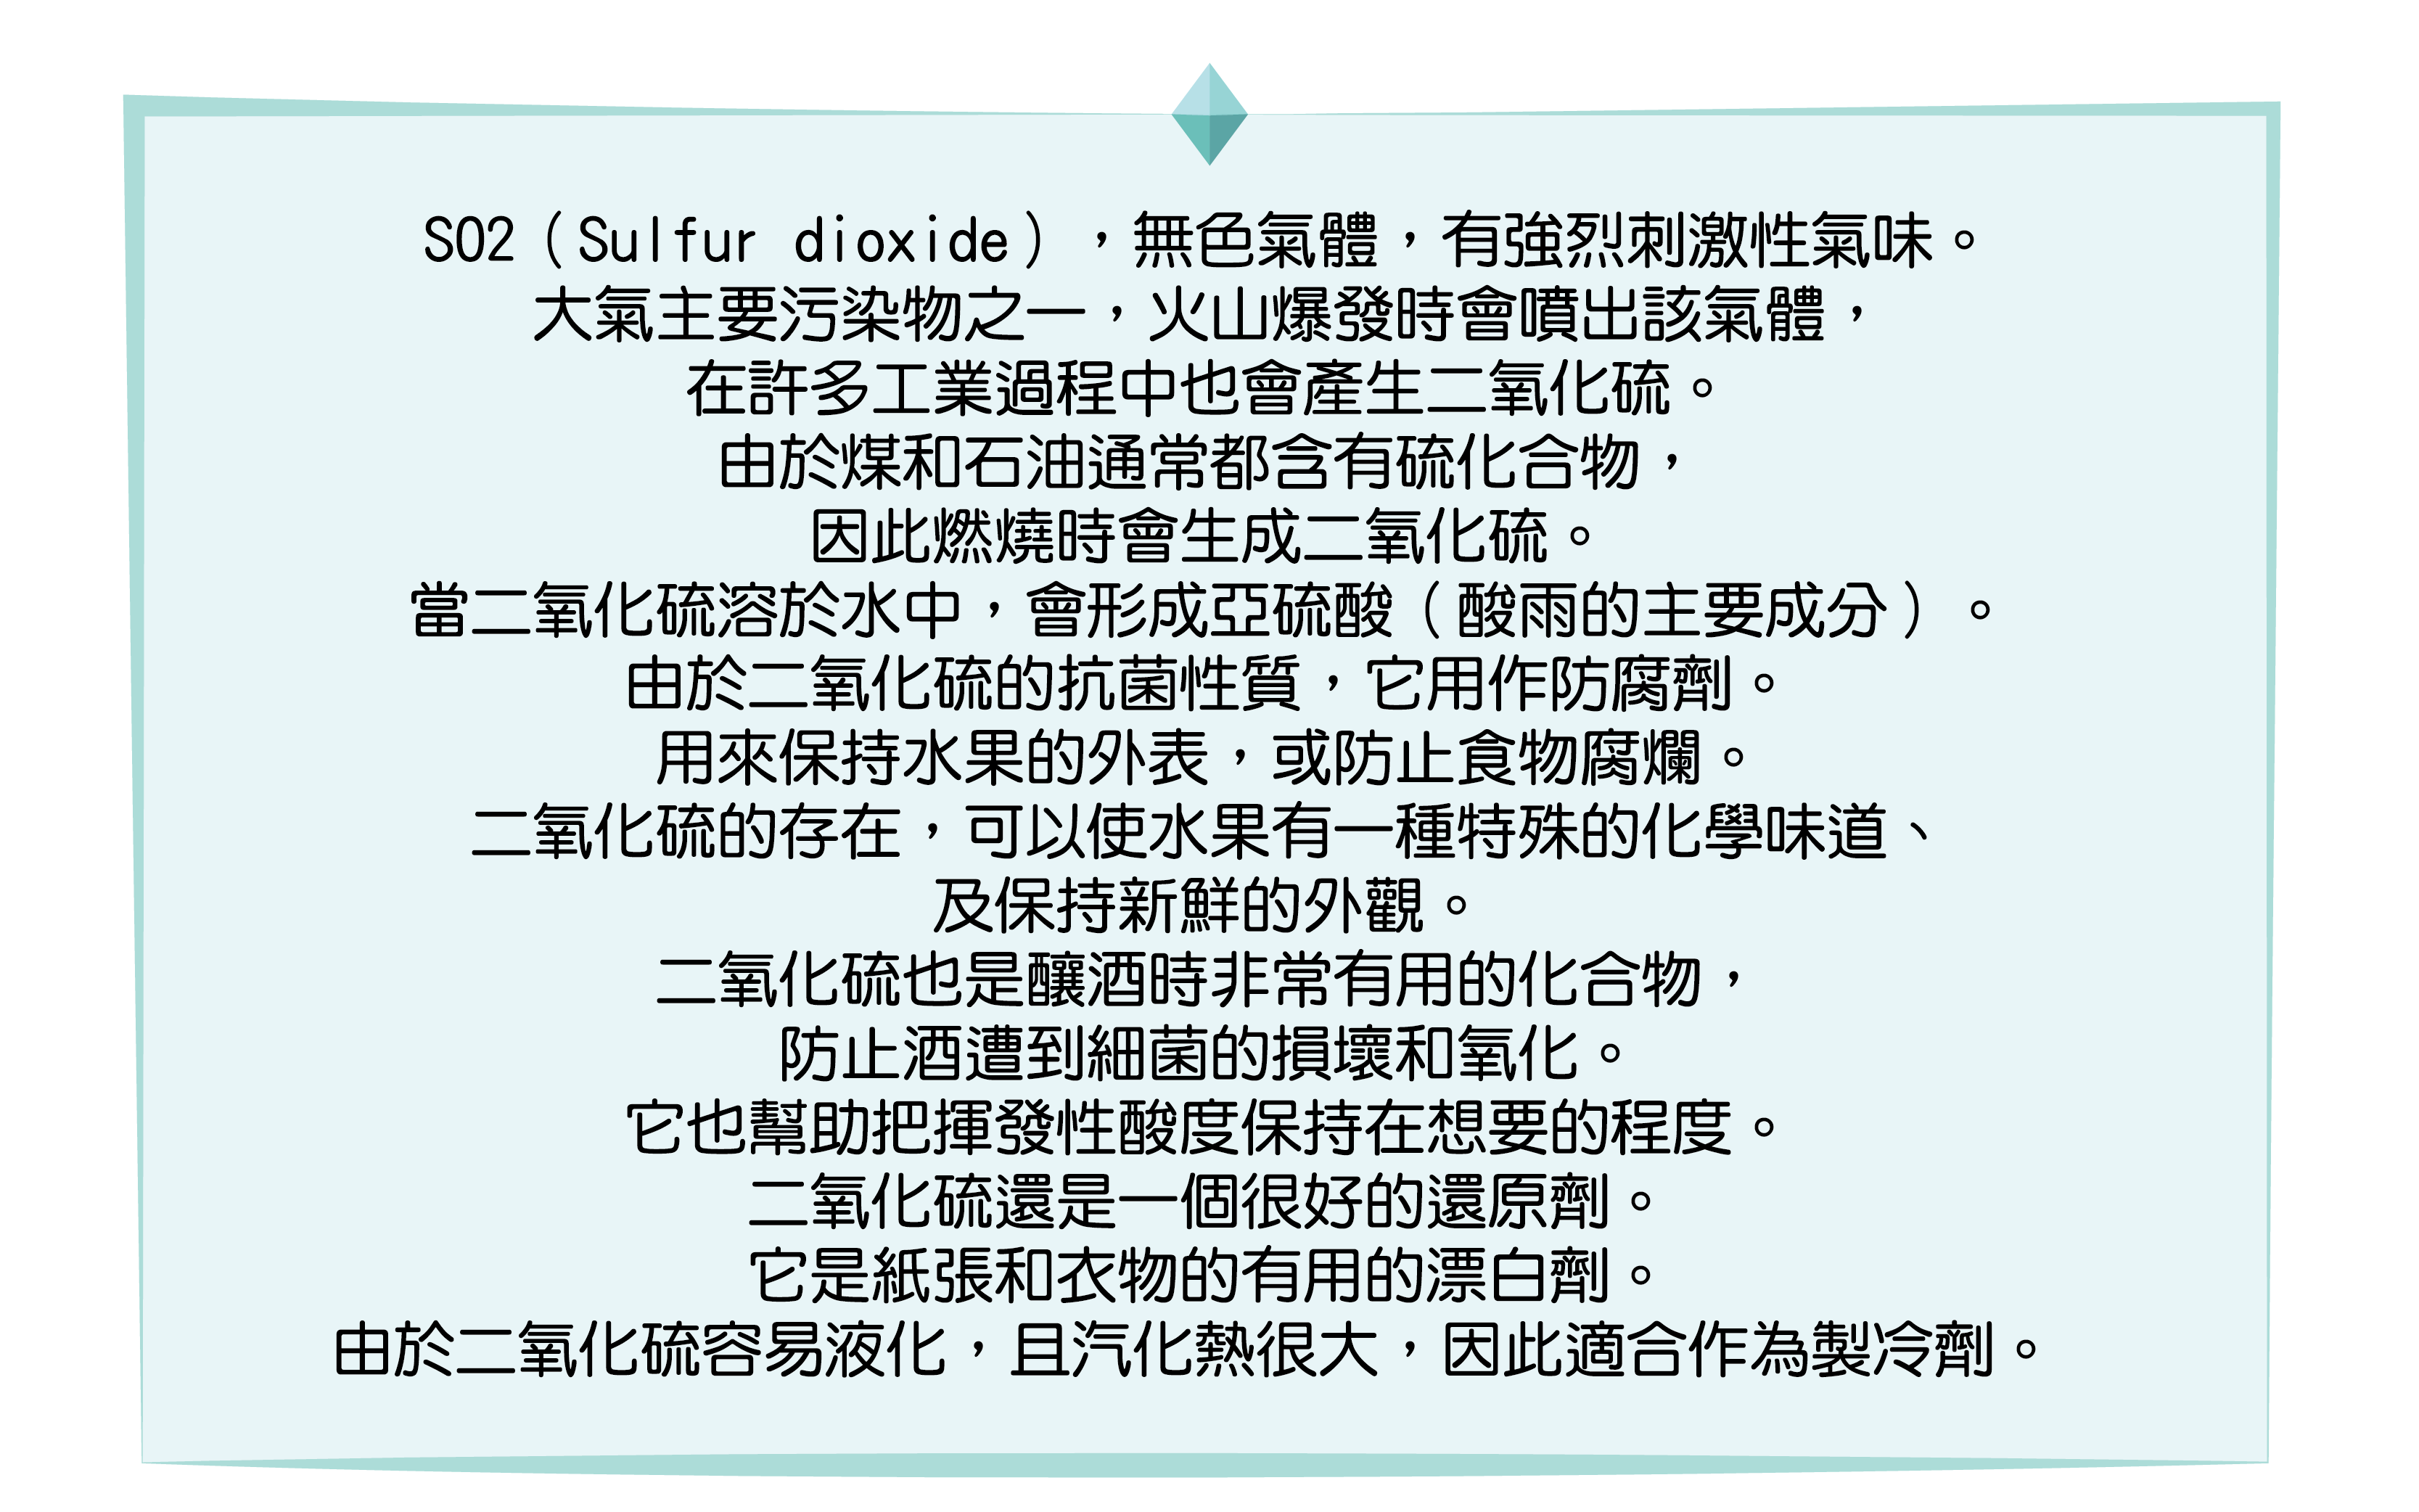 SO2（Sulfur dioxide），無色氣體，有強烈刺激性氣味。
大氣主要污染物之一，火山爆發時會噴出該氣體，
在許多工業過程中也會產生二氧化硫。
由於煤和石油通常都含有硫化合物，
因此燃燒時會生成二氧化硫。
當二氧化硫溶於水中，會形成亞硫酸（酸雨的主要成分）。
由於二氧化硫的抗菌性質，它用作防腐劑。
用來保持水果的外表，或防止食物腐爛。
二氧化硫的存在，可以使水果有一種特殊的化學味道、
及保持新鮮的外觀。
二氧化硫也是釀酒時非常有用的化合物，
防止酒遭到細菌的損壞和氧化。
它也幫助把揮發性酸度保持在想要的程度。
二氧化硫還是一個很好的還原劑。
它是紙張和衣物的有用的漂白劑。
由於二氧化硫容易液化，且汽化熱很大，因此適合作為製冷劑。